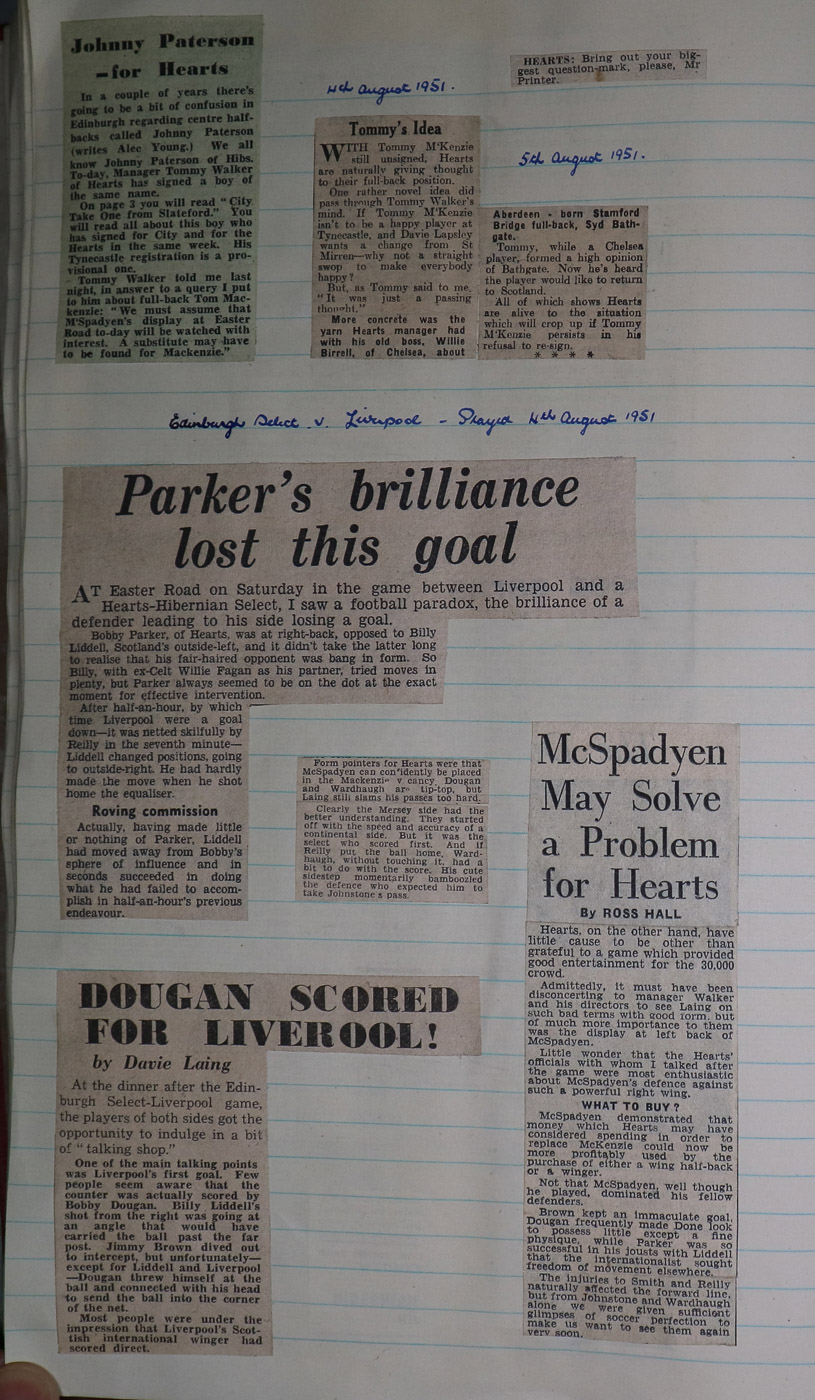 Johnny Paterson
—for Hearts
In a couple of years there's
going to be a bit of confusion in
Edinburgh regarding centre half-
backs called Johnny Paterson
(writes Alec Young.) We all
know Johnny Paterson of Hibs.
To-day, Manager Tommy Walker
of Hearts has signed a boy of
the same name.
On page 3 you will read "City
Take One from Slateford." You
will read all about this boy who
has signed for City and for the
Hearts in the same week. His
Tynecastle registration is a pro-
visional one.
Tommy Walker told me last
night, in answer to a query I put
to him about full-back Tom Mac-
kenzie: "We must assume that
M'Spadyen's display at Easter
Road to-day will be watched with
interest. A substitute may have
to be found for Mackenzie."
4th August 1951.
Tommy's Idea
WITH Tommy M'Kenzie
still unsigned, Hearts
are naturally giving thought
to their full-back position.
One rather novel idea did
pass through Tommy Walker's
mind. If Tommy M'Kenzie
isn't to be a happy player at
Tynecastle, and Davie Lapsley
wants a change from St
Mirren—why not a straight
swop to make everybody
happy?
But, as Tommy said to me,
"It was just a passing
thought."
More concrete was the
yarn Hearts manager had
with his old boss, Willie
Birrell, of Chelsea, about
HEARTS: Bring out your big-
gest question-mark, please, Mr
Printer.
5th August 1951.
Aberdeen - born Stamford
Bridge full-back, Syd Bath-
gate.
Tommy, while a Chelsea
player, formed a high opinion
of Bathgate. Now he's heard
the player would like to return
to Scotland.
All of which shows Hearts
are alive to the situation
which will crop up if Tommy
M'Kenzie persists in his
refusal to re-sign.
* * * *
Edinburgh Select v. Liverpool - Played 4th August 1951
Parker's brilliance
lost this goal
AT Easter Road on Saturday in the game between Liverpool and a
Hearts-Hibernian Select, I saw a football paradox, the brilliance of a
defender leading to his side losing a goal.
Bobby Parker, of Hearts, was at right-back, opposed to Billy
Liddell, Scotland's outside-left, and it didn't take the latter long
to realise that his fair-haired opponent was bang in form. So
Billy, with ex-Celt Willie Fagan as his partner, tried moves in
plenty, but Parker always seemed to be on the dot at the exact
moment for effective intervention.
After half-an-hour, by which
time Liverpool were a goal
down—it was netted skilfully by
Reilly in the seventh minute—
Liddell changed positions, going
to outside-right. He had hardly
made the move when he shot
home the equaliser.
Roving commission
Actually, having made little
or nothing of Parker, Liddell
had moved away from Bobby's
sphere of influence and in
seconds succeeded in doing
what he had failed to accom-
plish in half-an-hour's previous
endeavour.
Form pointers for Hearts were that
McSpadyen can confidently be placed
in the Mackenzie v cancy. Dougan
and Wardhaugh are tip-top, but
Laing still slams his passes too hard.
Clearly the Mersey side had the
better understanding. They started
off with the speed and accuracy of a
continental side. But it was the
select who scored first. And if
Reilly put the ball home, Ward-
haugh, without touching it, had a
bit to do with the score. His cute
sidestep momentarily bamboozled
the defence who expected him to
take Johnstone's pass.
McSpadyen
May Solve
a Problem
for Hearts
By ROSS HALL
Hearts, on the other hand, have
little cause to be other than
grateful to a game which provided
good entertainment for the 30,000
crowd.
Admittedly, it must have been
disconcerting to manager Walker
and his directors to see Laing on
such bad terms with good form, but
of much more importance to them
was the display at left back of
McSpadyen.
Little wonder that the Hearts'
officials with whom I talked after
the game were most enthusiastic
about McSpadyen's defence against
such a powerful right wing.
WHAT TO BUY?
McSpadyen demonstrated that
money which Hearts may have
considered spending in order to
replace McKenzie could now be
more profitably used by the
purchase of either a wing half-back
or a winger.
Not that McSpadyen, well though
he played, dominated his fellow
defenders.
Brown kept an immaculate goal,
Dougan frequently made Done look
to possess little except a fine
physique, while Parker was so
successful in his jousts with Liddell
that the internationalist sought
freedom of movement elsewhere.
The injuries to Smith and Reilly
naturally affected the forward line,
but from Johnstone and Wardhaugh
alone we were given sufficient
glimpses of soccer perfection to
make us want to see them again
very soon.
DOUGAN SCORED
FOR LIVEROOL!
by Davie Laing
At the dinner after the Edin-
burgh Select-Liverpool game,
the players of both sides got the
opportunity to indulge in a bit
of "talking shop."
One of the main talking points
was Liverpool's first goal. Few
people seem aware that the
counter was actually scored by
Bobby Dougan. Billy Liddell's
shot from the right was going at
an angle that would have
carried the ball past the far
post. Jimmy Brown dived out
to intercept, but unfortunately—
except for Liddell and Liverpool
—Dougan threw himself at the
ball and connected with his head
to send the ball into the corner
of the net.
Most people were under the
impression that Liverpool's Scot-
tish international winger had
scored direct.